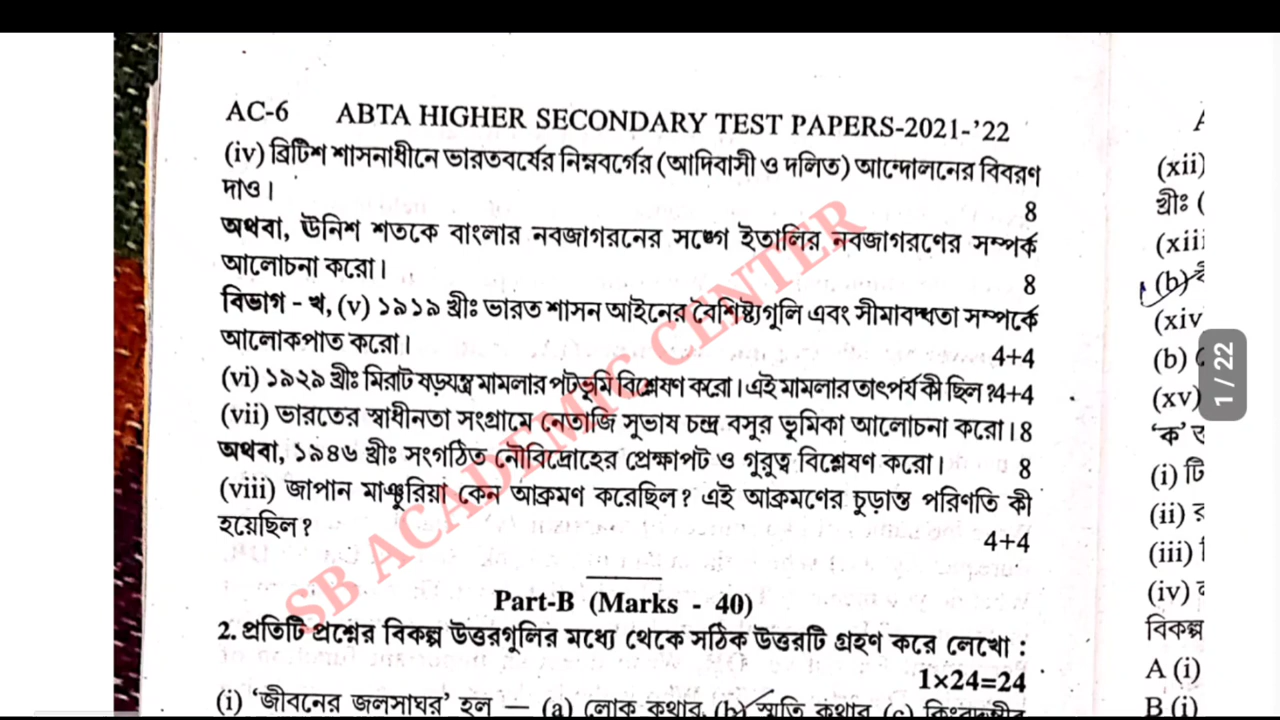 AC-6 ABTA HIGHER SECONDARY TEST PAPERS-2021-'22
(iv) ব্রিটিশ শাসনাধীনে ভারতবর্ষের নিম্নবর্গের (আদিবাসী ও দলিত) আন্দোলনের বিবরণ
দাও।
8
অথবা, ঊনিশ শতকে বাংলার নবজাগরনের সঙ্গে ইতালির নবজাগরণের সম্পর্ক
আলোচনা করো।
8
বিভাগ - খ, (v) ১৯১৯ খ্রীঃ ভারত শাসন আইনের বৈশিষ্ট্যগুলি এবং সীমাবদ্ধতা সম্পর্কে
আলোকপাত করো।
4+4
(vi) ১৯২৯ খ্রীঃ মিরাট ষড়যন্ত্র মামলার পটভূমি বিশ্লেষণ করো। এই মামলার তাৎপর্য কী ছিল ?4+4
(vii) ভারতের স্বাধীনতা সংগ্রামে নেতাজি সুভাষ চন্দ্র বসুর ভূমিকা আলোচনা করো। 8
অথবা, ১৯৪৬ খ্রীঃ সংগঠিত নৌবিদ্রোহের প্রেক্ষাপট ও গুরুত্ব বিশ্লেষণ করো।
8
(viii) জাপান মাঞ্চুরিয়া কেন আক্রমণ করেছিল? এই আক্রমণের চুড়ান্ত পরিণতি কী
হয়েছিল?
4+4
Part-B (Marks - 40)
2. প্রতিটি প্রশ্নের বিকল্প উত্তরগুলির মধ্যে থেকে সঠিক উত্তরটি গ্রহণ করে লেখো :
1×24=24
(i) 'জীবনের জলসাঘর' হল — (a) লোক কথার (b) স্মৃতি কথার (c) কিংবদন্তীর
SB ACADEMIC CENTER
(xii)
খ্রীঃ (
(xiii
(b)
(xiv
(b)
(xv)
'ক'
(i) টি
(ii)
(iii)
(iv)
বিকল্প
A (i)
B (i)
1 / 22